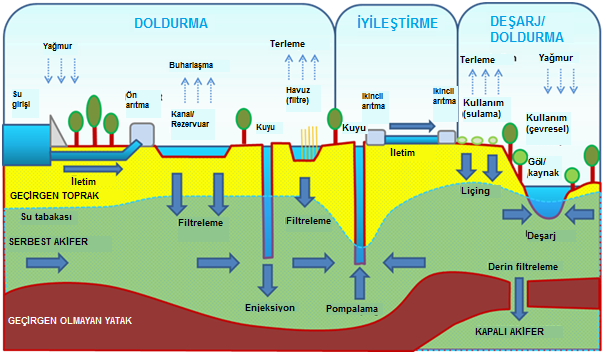 DOLDURMA
İYİLEŞTİRME
DEŞARJ/
DOLDURMA
Yağmur
Buharlaşma
Terleme
Terleme
Yağmur
Su
girişi
Ön
arıtma
Kanal/
Rezervuar
Kuyu
Havuz
(filtre)
Kuyu
ikincil
arıtma
ikincil
arıtma
Kullanım
(sulama)
Kullanım
(çevresel)
İletim
İletim
Göl/
kaynak
GEÇİRGEN TOPRAK
Liçing
Su tabakası
Filtreleme
Filtreleme
Deşarj
SERBEST AKİFER
Derin filtreleme
Enjeksiyon
Pompalama
GEÇİRGEN OLMAYAN YATAK
KAPALI AKİFER